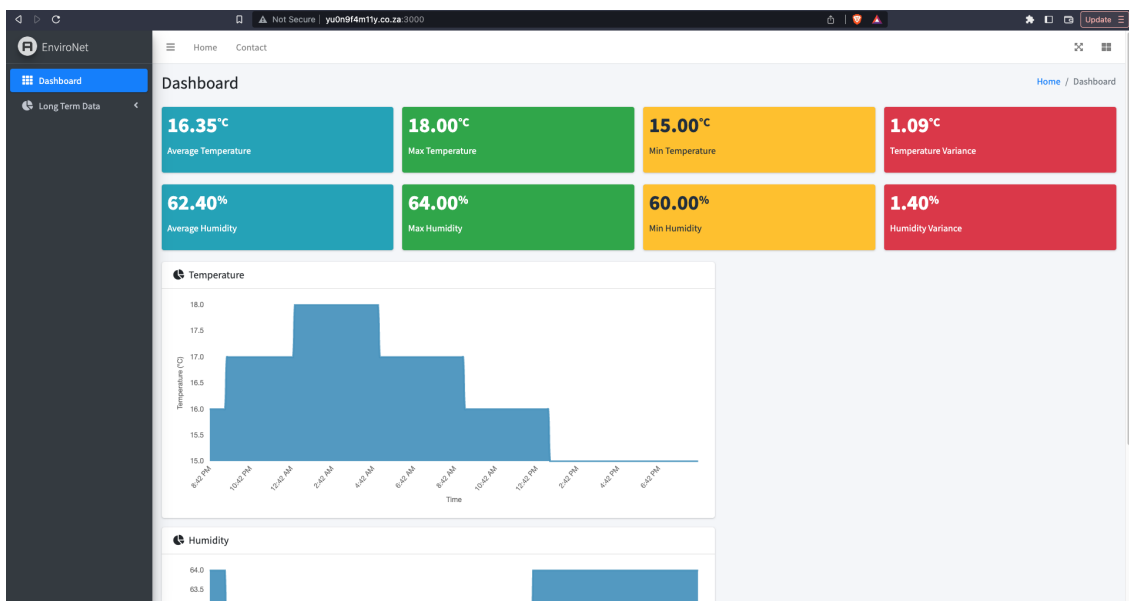 Not Secure | yu0n9f4m11y.co.za:3000
Update
EnviroNet
Home Contact
Dashboard
Long Term Data
Dashboard
Home / Dashboard
16.35°C
Average Temperature
18.00°C
Max Temperature
15.00°C
Min Temperature
1.09°C
Temperature Variance
62.40%
Average Humidity
64.00%
Max Humidity
60.00%
Min Humidity
1.40%
Humidity Variance
Temperature
18.0
17.5
17.0
16.5
16.0
15.5
15.0
Temperature (°C)
8:42 PM
10:42 PM
12:42 AM
2:42 AM
4:42 AM
6:42 AM
8:42 AM
10:42 AM
12:42 PM
2:42 PM
4:42 PM
6:42 PM
Time
Humidity
64.0
63.5